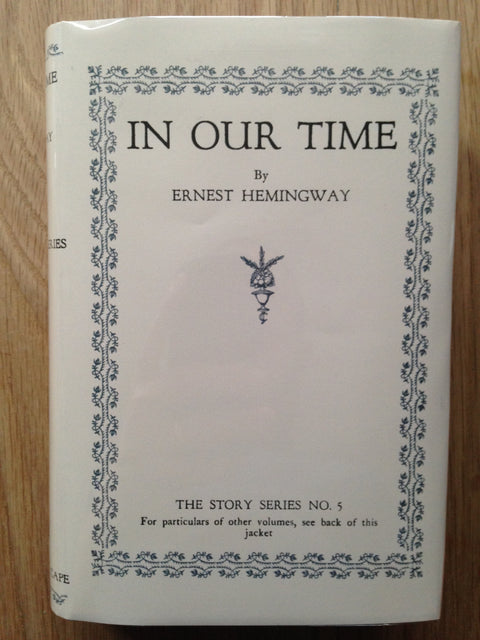 IN OUR TIME
By
ERNEST HEMINGWAY
THE STORY SERIES NO. 5
For particulars of other volumes, see back of this
jacket